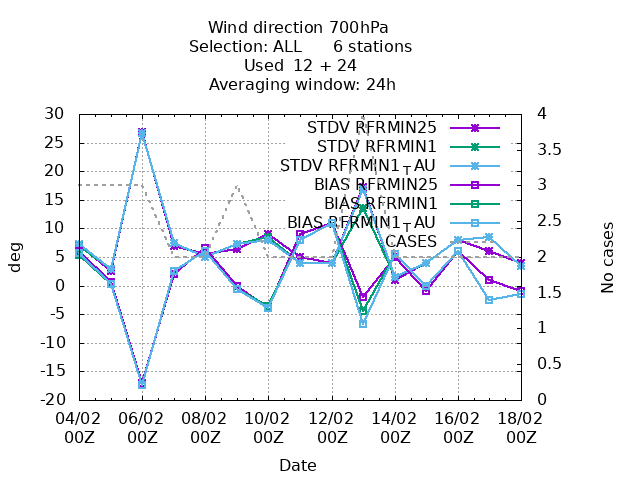 Wind direction 700hPa
Selection: ALL 6 stations
Used 12 + 24
Averaging window: 24h
30
25
20
15
10
5
0
-5
-10
-15
-20
deg
4
3.5
3
2.5
2
1.5
1
0.5
0
No cases
STDV RFRMIN25
STDV RFRMIN1
STDV RFRMIN1_AU
BIAS RFRMIN25
BIAS RFRMIN1
BIAS RFRMIN1_AU
CASES
04/02 06/02 08/02 10/02 12/02 14/02 16/02 18/02
00Z 00Z 00Z 00Z 00Z 00Z 00Z 00Z
Date